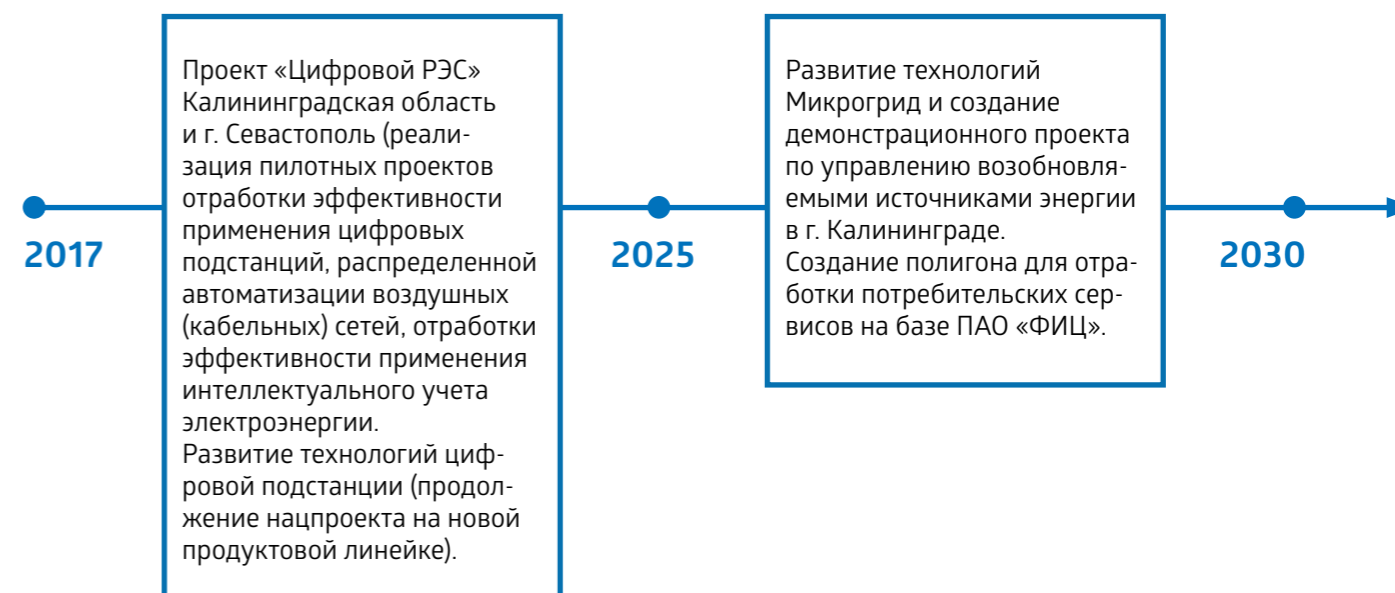 2017
Проект «Цифровой РЭС»
Калининградская область
и г. Севастополь (реали-
зация пилотных проектов
отработки эффективности
применения цифровых
подстанций, распределенной
автоматизации воздушных
(кабельных) сетей, отработки
эффективности применения
интеллектуального учета
электроэнергии.
Развитие технологий циф-
ровой подстанции (продол-
жение нацпроекта на новой
продуктовой линейке).
2025
Развитие технологий
Микрогрид и создание
демонстрационного проекта
по управлению возобновля-
емыми источниками энергии
в г. Калининграде.
Создание полигона для отра-
ботки потребительских сер-
висов на базе ПАО «ФИЦ».
2030